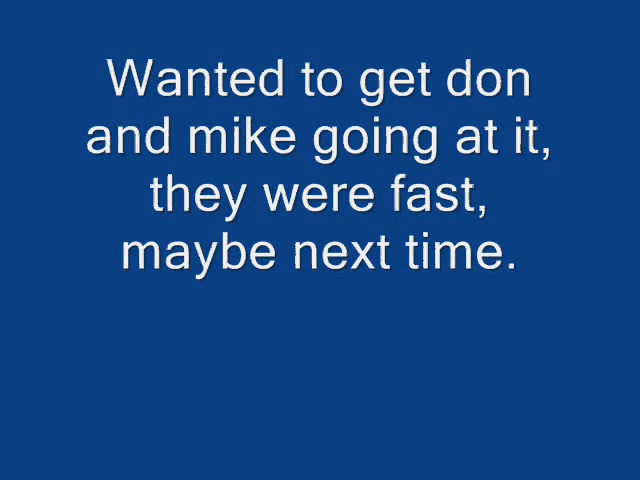 Wanted to get don
and mike going at it,
they were fast,
maybe next time.